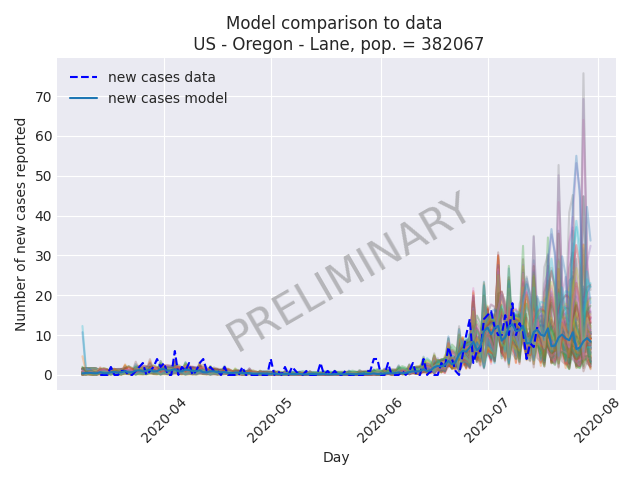 Model comparison to data
US - Oregon - Lane, pop. = 382067
new cases data
new cases model
Number of new cases reported
70
60
50
40
30
20
10
0
PRELIMINARY
2020-04
2020-05
2020-06
2020-07
2020-08
Day